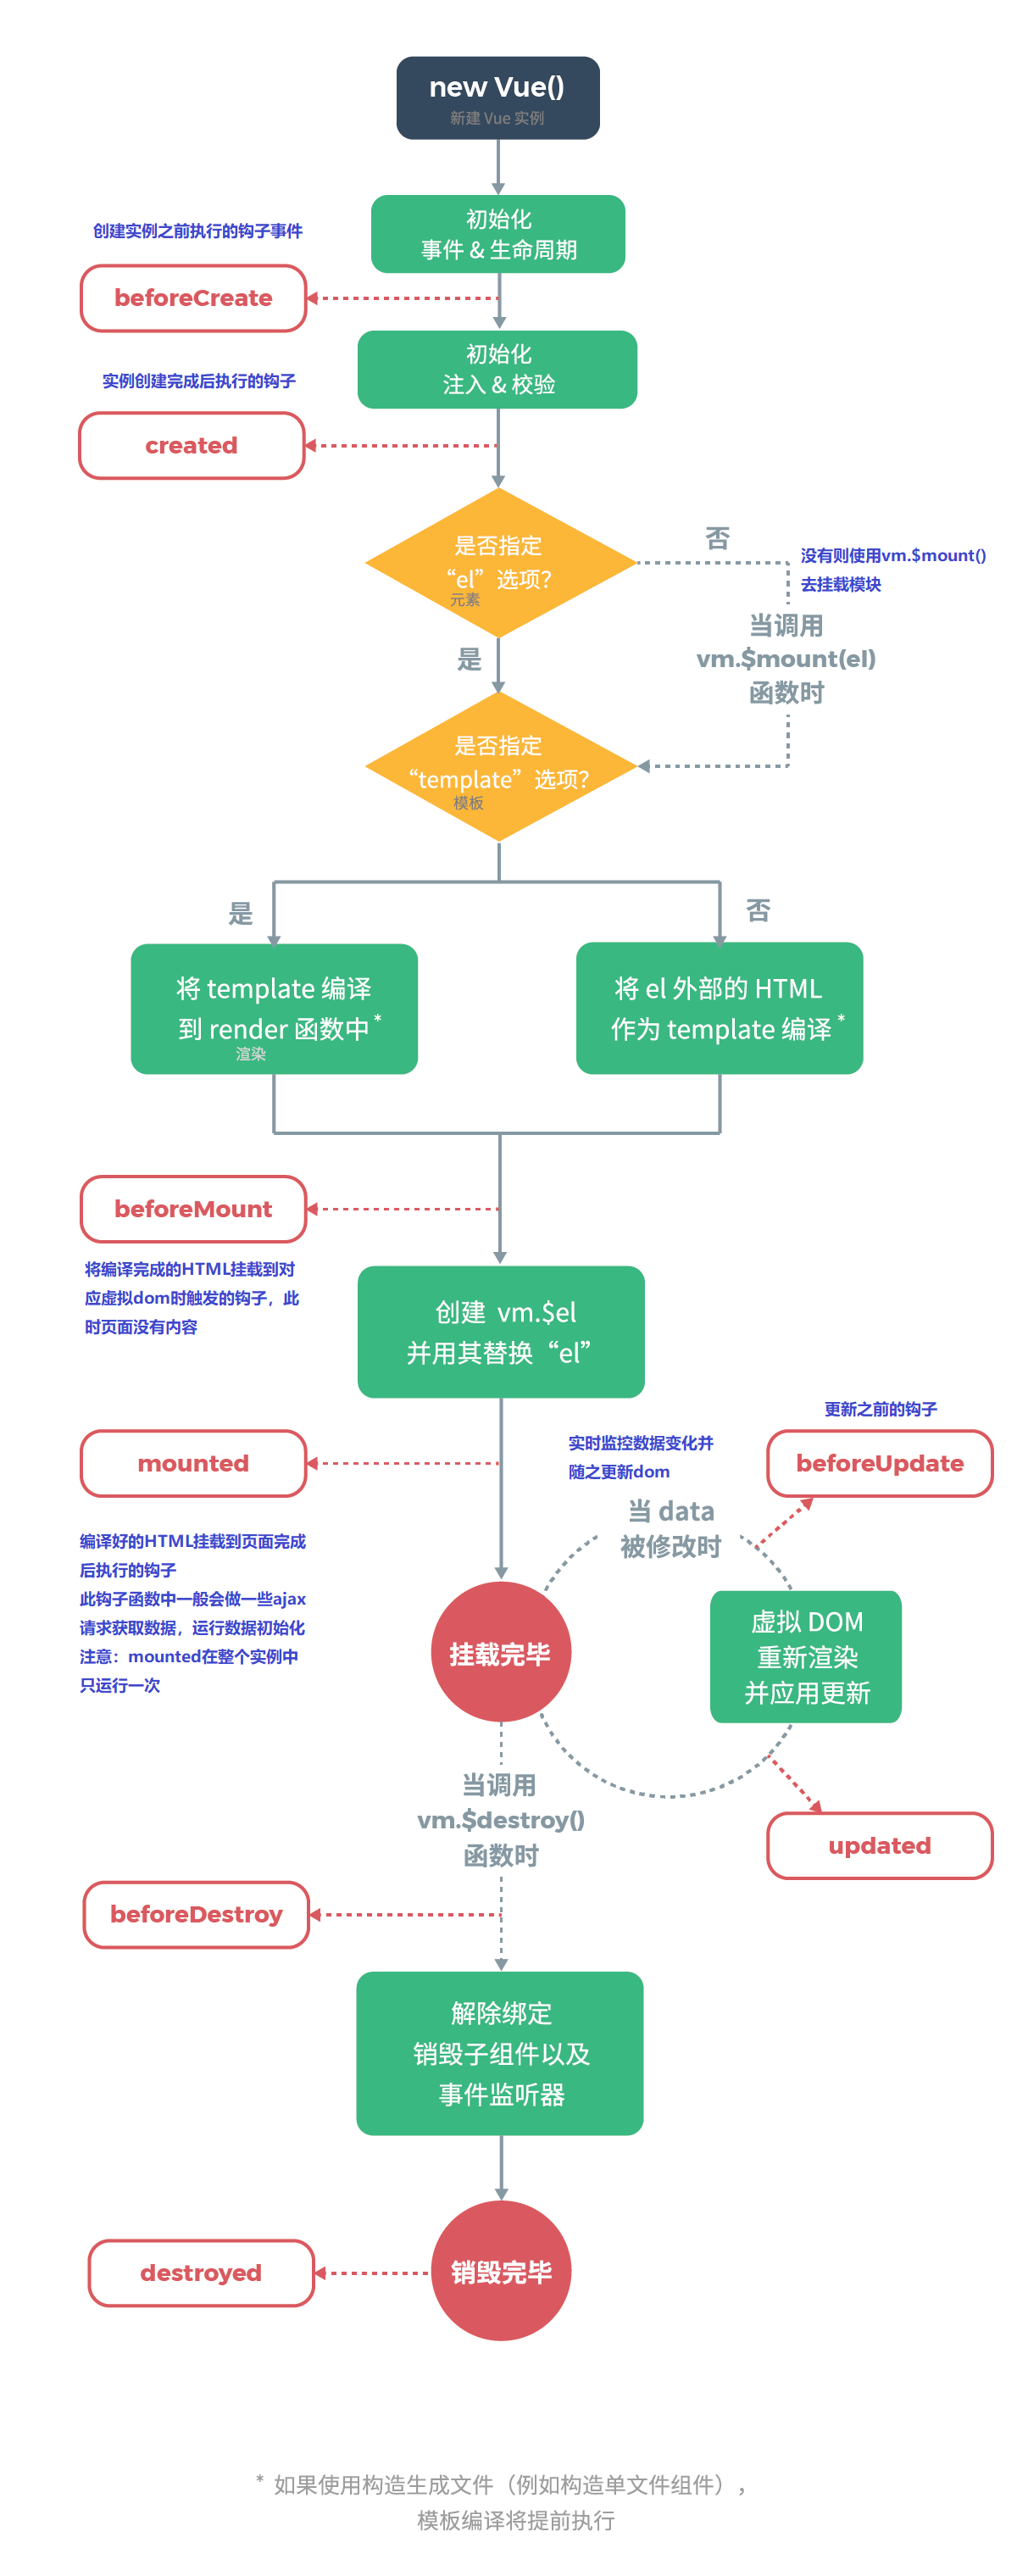 new Vue()
新建 Vue 实例
初始化
事件 & 生命周期
创建实例之前执行的钩子事件
beforeCreate
初始化
注入 & 校验
实例创建完成后执行的钩子
created
是否指定
“el”选项?
元素
否
没有则使用vm.$mount()
去挂载模块
当调用
vm.$mount(el)
函数时
是
是否指定
“template”选项?
模板
是
否
将 template 编译
到 render 函数中 *
渲染
将 el 外部的 HTML
作为 template 编译 *
beforeMount
将编译完成的HTML挂载到对
应虚拟dom时触发的钩子，此
时页面没有内容
创建 vm.$el
并用其替换“el”
更新之前的钩子
beforeUpdate
实时监控数据变化并
随之更新dom
当 data
被修改时
mounted
编译好的HTML挂载到页面完成
后执行的钩子
此钩子函数中一般会做一些ajax
请求获取数据，运行数据初始化
注意：mounted在整个实例中
只运行一次
挂载完毕
虚拟 DOM
重新渲染
并应用更新
当调用
vm.$destroy()
函数时
updated
beforeDestroy
解除绑定
销毁子组件以及
事件监听器
销毁完毕
destroyed
* 如果使用构造生成文件（例如构造单文件组件），
模板编译将提前执行